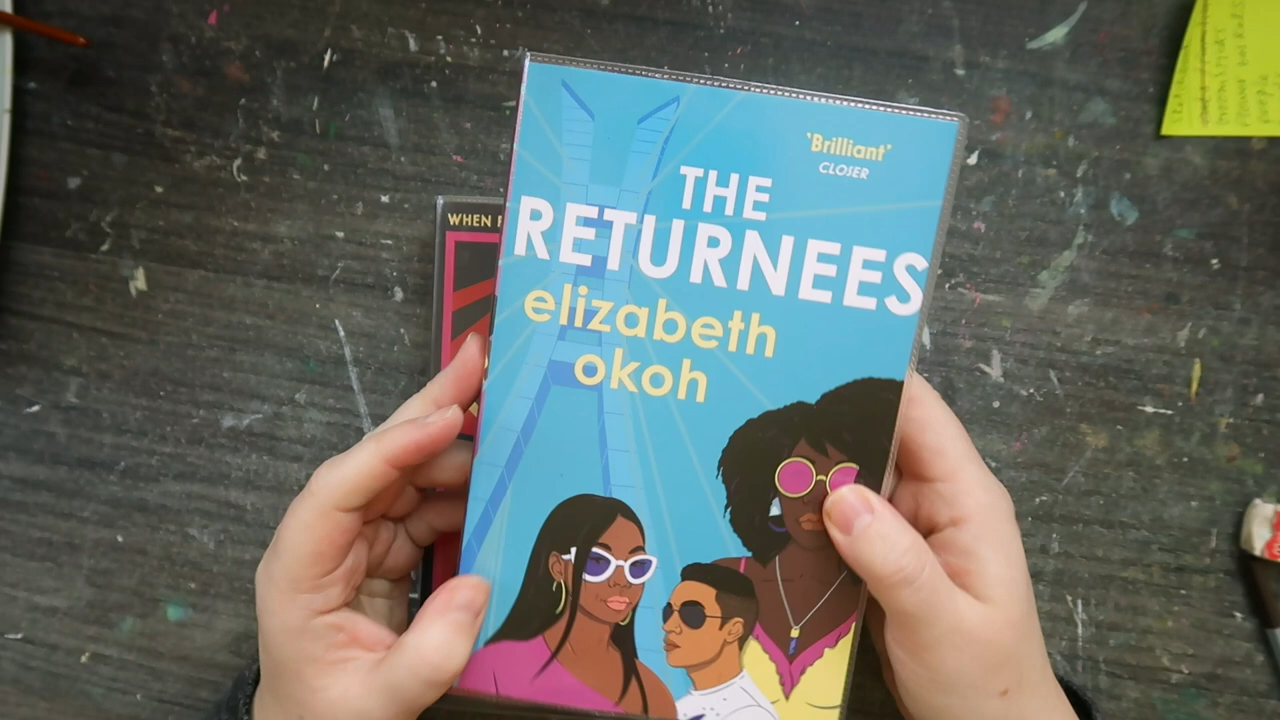 'Brilliant'
CLOSER
THE
RETURNEES
elizabeth
okoh
WHEN